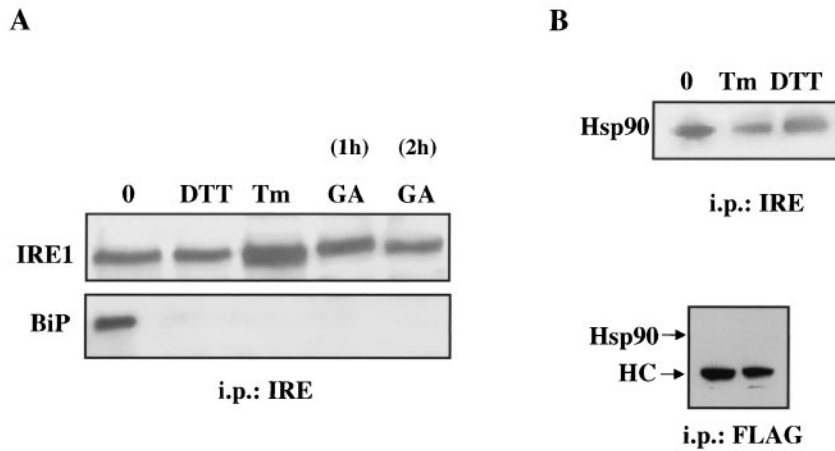 A
(1h) (2h)
0 DTT Tm GA GA
IRE1
BiP
i.p.: IRE
B
0 Tm DTT
Hsp90
i.p.: IRE
Hsp90
HC
i.p.: FLAG